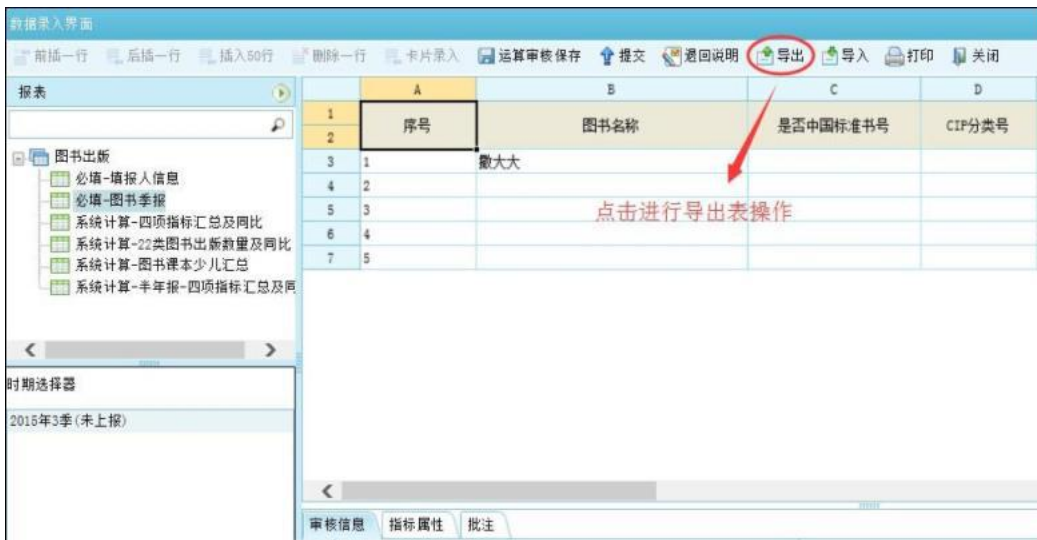 数据录入界面
前插一行 后插一行 插入50行 删除一行 卡片录入 运算审核保存 提交 退回说明 导出 导入 打印 关闭
报表
A B C D
1
2
序号 图书名称 是否中国标准书号 CIP分类号
图书出版
必填-填报人信息
必填-图书季报
系统计算-四项指标汇总及同比
系统计算-22类图书出版数量及同比
系统计算-图书课本少儿汇总
系统计算-半年报-四项指标汇总及同
3 1 撒大大
4 2
5 3
6 4
7 5
点击进行导出表操作
时期选择器
2015年3季(未上报)
审核信息 指标属性 批注